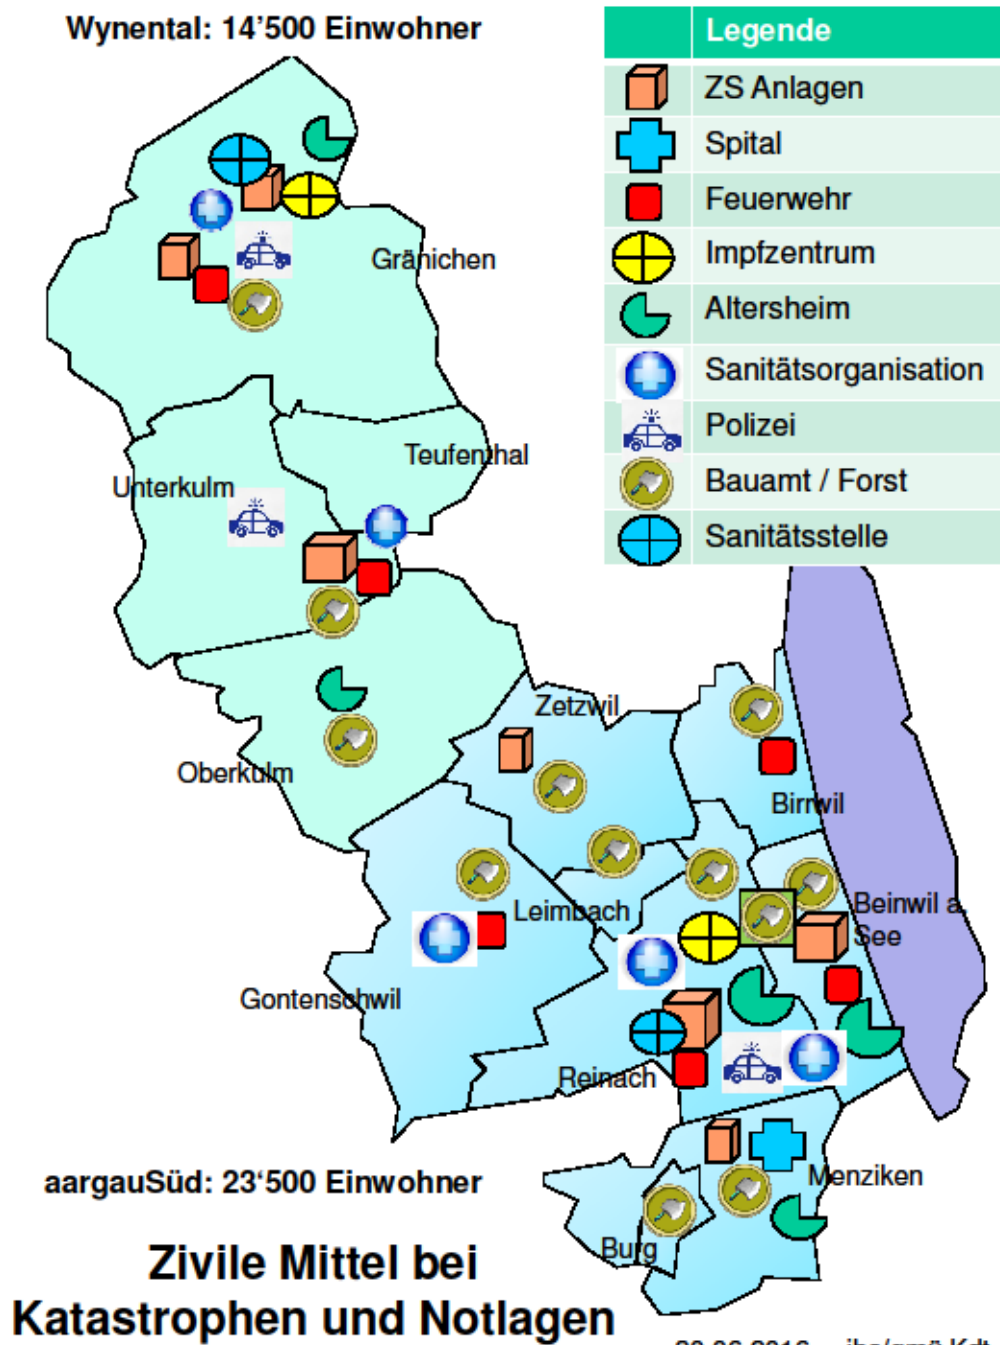 Wynental: 14’500 Einwohner
Legende
ZS Anlagen
Spital
Feuerwehr
Impfzentrum
Altersheim
Sanitätsorganisation
Polizei
Bauamt / Forst
Sanitätsstelle
Gränichen
Teufenthal
Unterkulm
Zetzwil
Oberkulm
Birrwil
Leimbach
Beinwil a.
See
Gontenschwil
Reinach
Menziken
Burg
aargauSüd: 23‘500 Einwohner
Zivile Mittel bei
Katastrophen und Notlagen